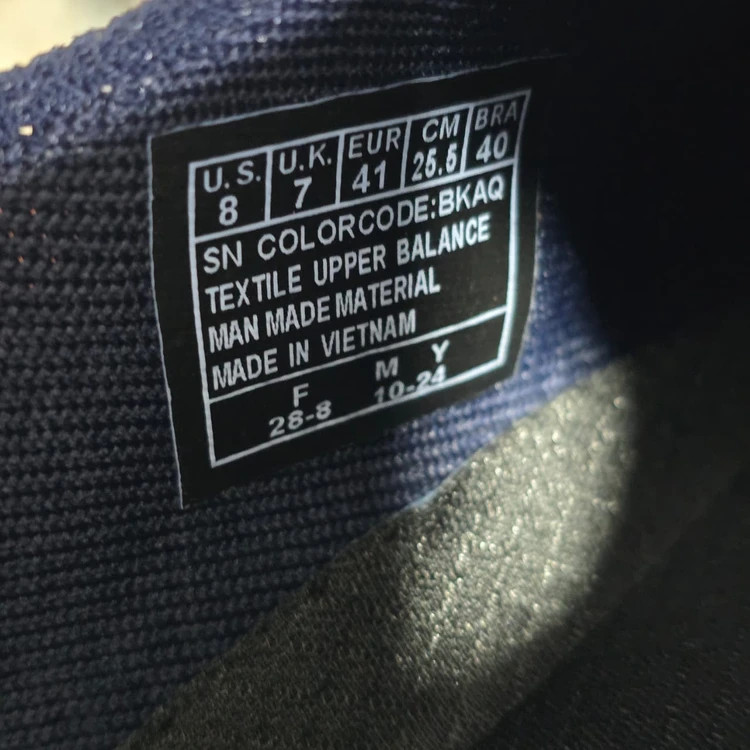 U.S. U.K. EUR CM BRA
8 7 41 25.5 40
SN COLORCODE:BKAQ
TEXTILE UPPER BALANCE
MAN MADE MATERIAL
MADE IN VIETNAM
F M Y
28-8 10-24